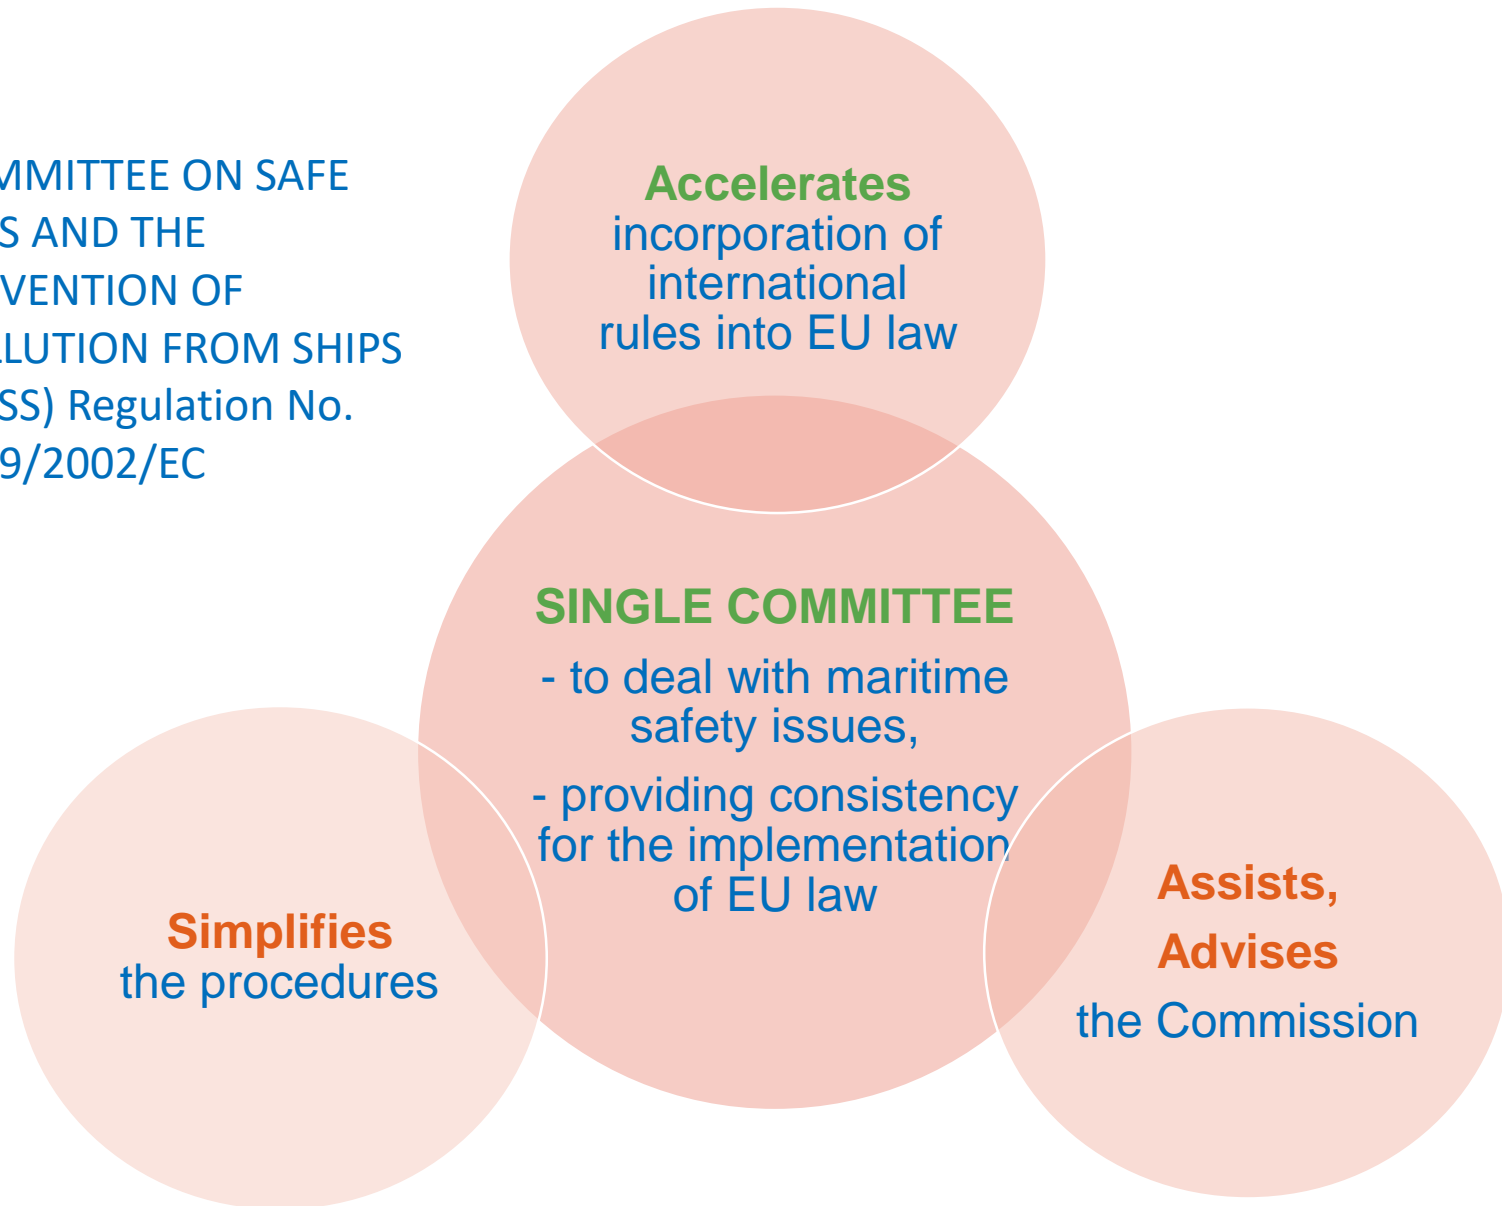 MMITTEE ON SAFE
S AND THE
VENTION OF
LLUTION FROM SHIPS
SS) Regulation No.
9/2002/EC
Accelerates
incorporation of
international
rules into EU law
SINGLE COMMITTEE
- to deal with maritime
safety issues,
- providing consistency
for the implementation
of EU law
Simplifies
the procedures
Assists,
Advises
the Commission